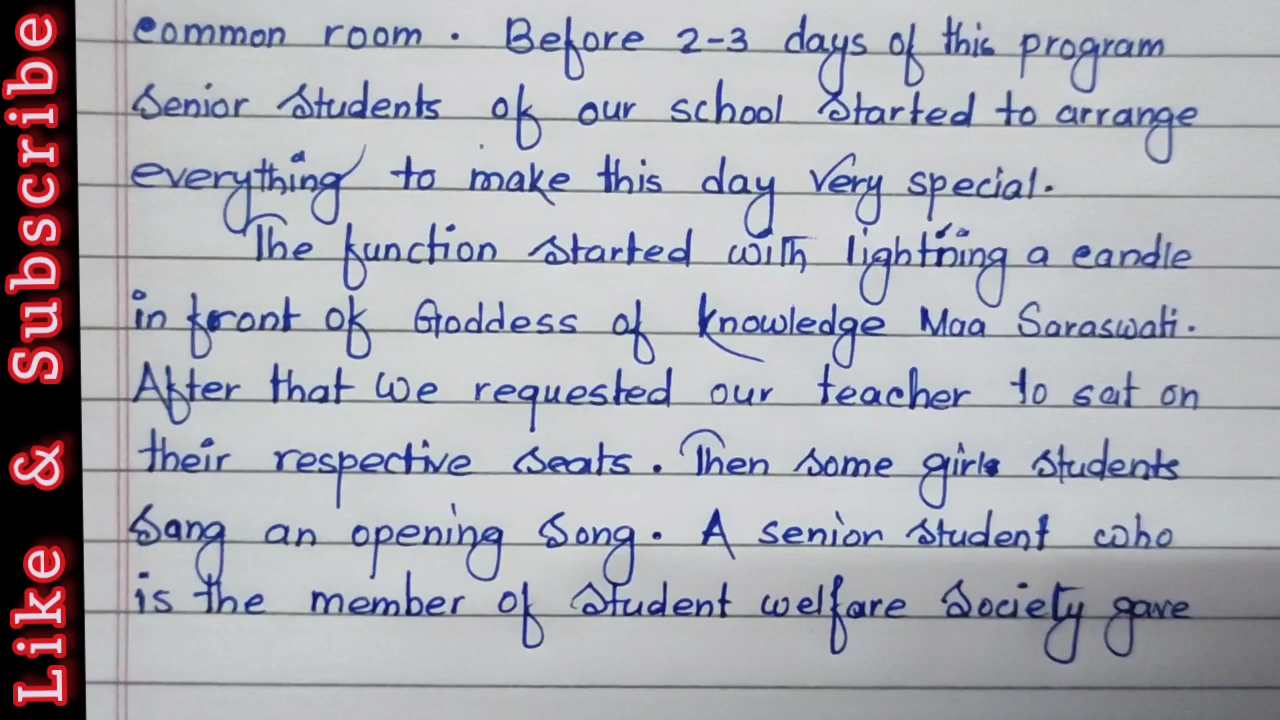 Like & Subscribe
common room. Before 2-3 days of this program
senior students of our school started to arrange
everything to make this day very special.
The function started with lightning a candle
in front of Goddess of knowledge Maa Saraswati.
After that we requested our teacher to sat on
their respective seats. Then some girls students
sang an opening song. A senior student who
is the member of student welfare society gave